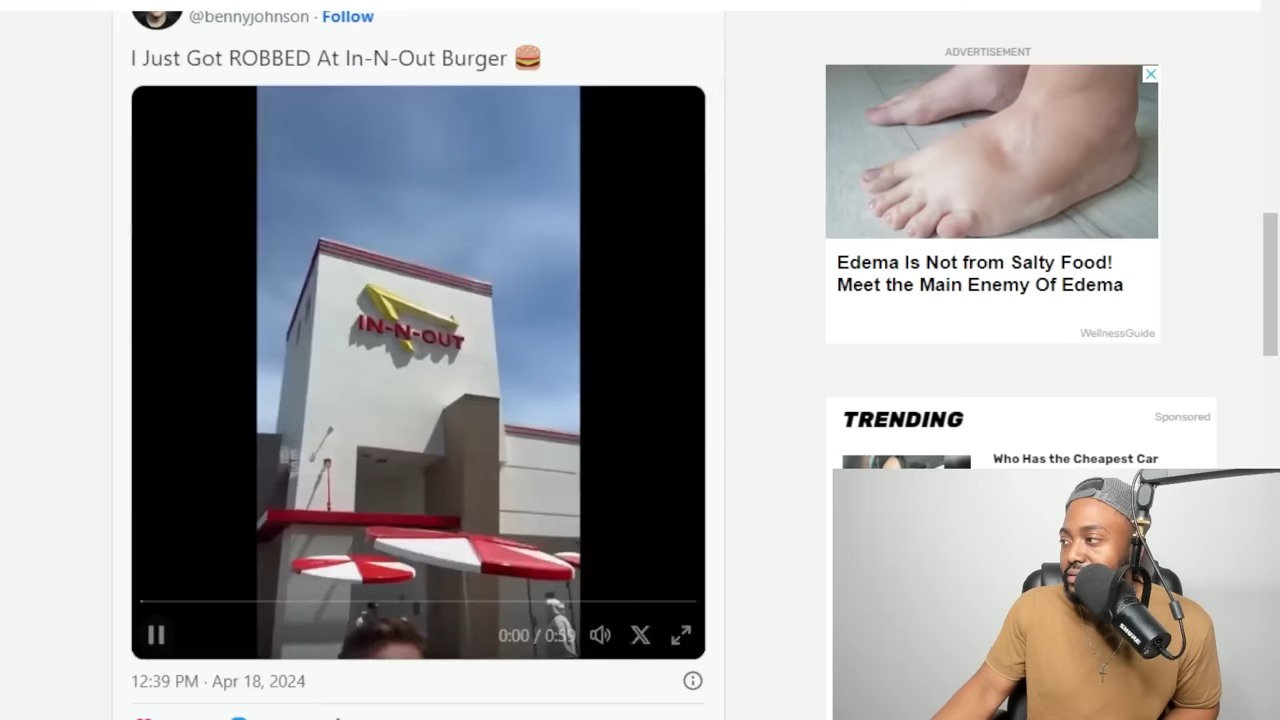 @bennyjohnson · Follow
I Just Got ROBBED At In-N-Out Burger 🍔
IN-N-OUT
0:00 / 0:59
12:39 PM · Apr 18, 2024
ADVERTISEMENT
Edema Is Not from Salty Food!
Meet the Main Enemy Of Edema
WellnessGuide
TRENDING
Sponsored
Who Has the Cheapest Car
SHURE